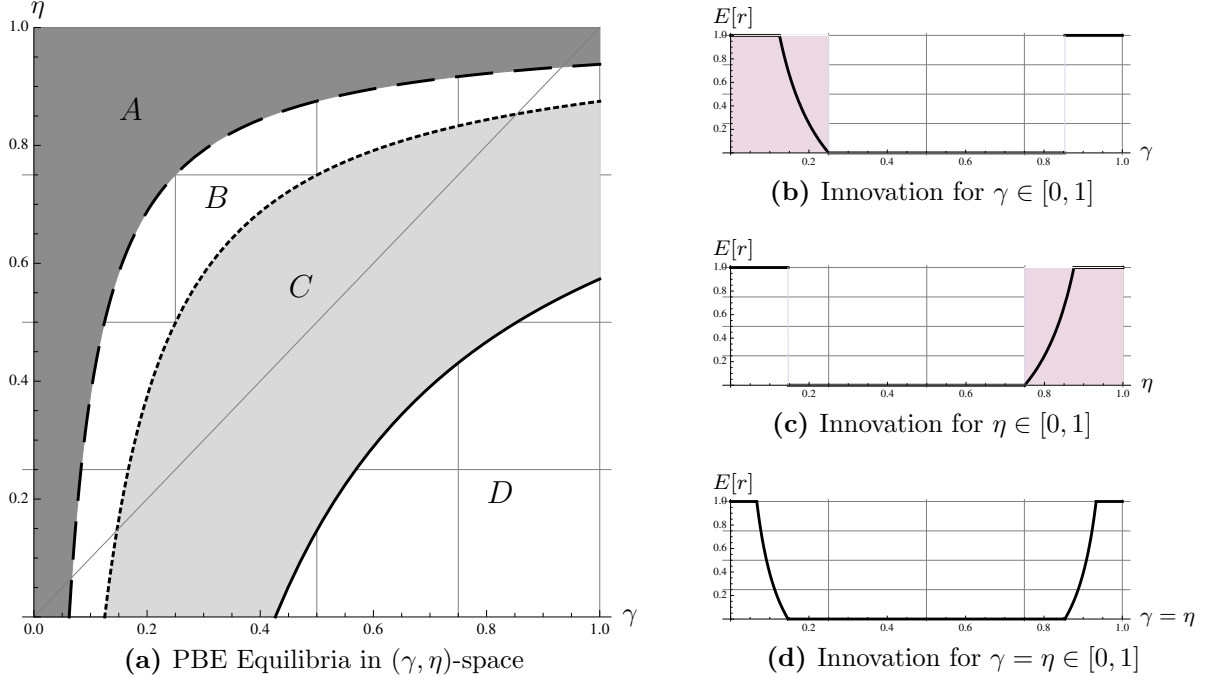 η
1.0
0.8
0.6
0.4
0.2
0.0 0.2 0.4 0.6 0.8 1.0 γ
A
B
C
D
(a) PBE Equilibria in (γ, η)-space
E[r]
1.0
0.8
0.6
0.4
0.2
0.2 0.4 0.6 0.8 1.0 γ
(b) Innovation for γ ∈ [0, 1]
E[r]
1.0
0.8
0.6
0.4
0.2
0.2 0.4 0.6 0.8 1.0 η
(c) Innovation for η ∈ [0, 1]
E[r]
1.0
0.8
0.6
0.4
0.2
0.2 0.4 0.6 0.8 1.0 γ = η
(d) Innovation for γ = η ∈ [0, 1]